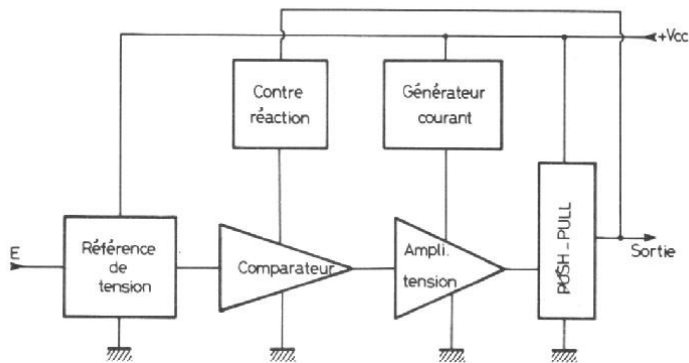 +Vcc
Contre
réaction
Générateur
courant
E
Référence
de
tension
Comparateur
Ampli.
tension
PUSH_PULL
Sortie